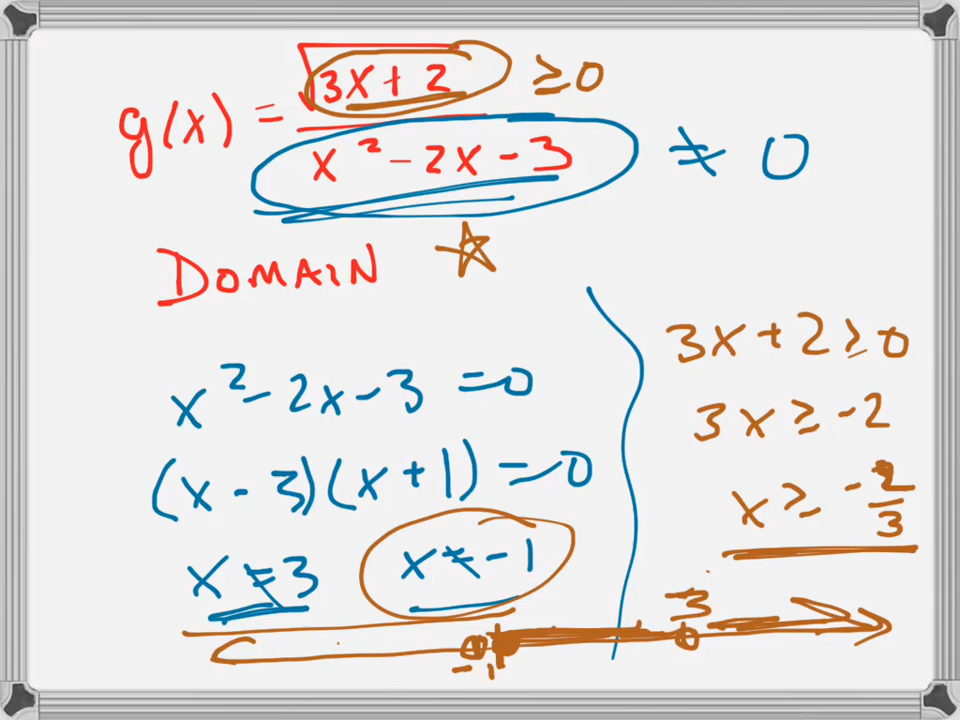 g(x) = √3x + 2 / x² - 2x - 3
≥ 0
≠ 0
DOMAIN
x² - 2x - 3 = 0
(x - 3)(x + 1) = 0
x ≠ 3 x ≠ -1
3x + 2 ≥ 0
3x ≥ -2
x ≥ -2/3
-1
3